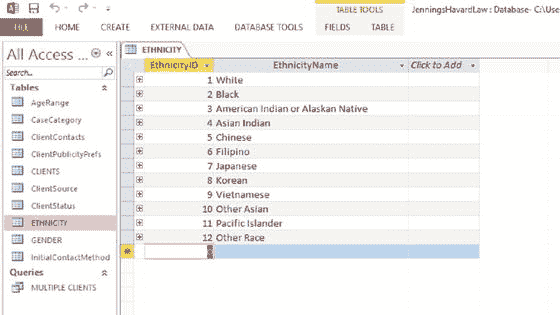 TABLE TOOLS
JenningsHavardLaw : Database- C:\Use
FILE HOME CREATE EXTERNAL DATA DATABASE TOOLS FIELDS TABLE
All Access ...
Search...
Tables
AgeRange
CaseCategory
ClientContacts
ClientPublicityPrefs
CLIENTS
ClientSource
ClientStatus
ETHNICITY
GENDER
InitialContactMethod
Queries
MULTIPLE CLIENTS
ETHNICITY
EthnicityID EthnicityName Click to Add
1 White
2 Black
3 American Indian or Alaskan Native
4 Asian Indian
5 Chinese
6 Filipino
7 Japanese
8 Korean
9 Vietnamese
10 Other Asian
11 Pacific Islander
12 Other Race